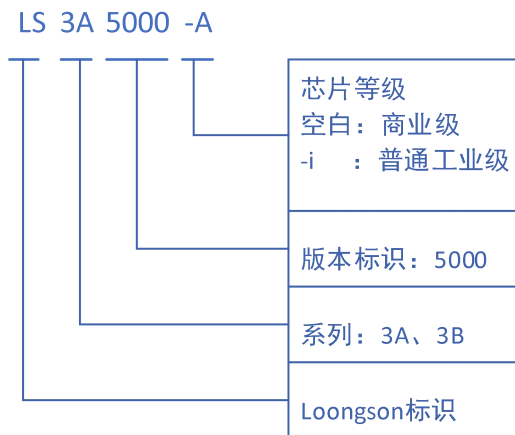 LS 3A 5000 -A
芯片等级
空白：商业级
-i ：普通工业级
版本标识：5000
系列：3A、3B
Loongson标识